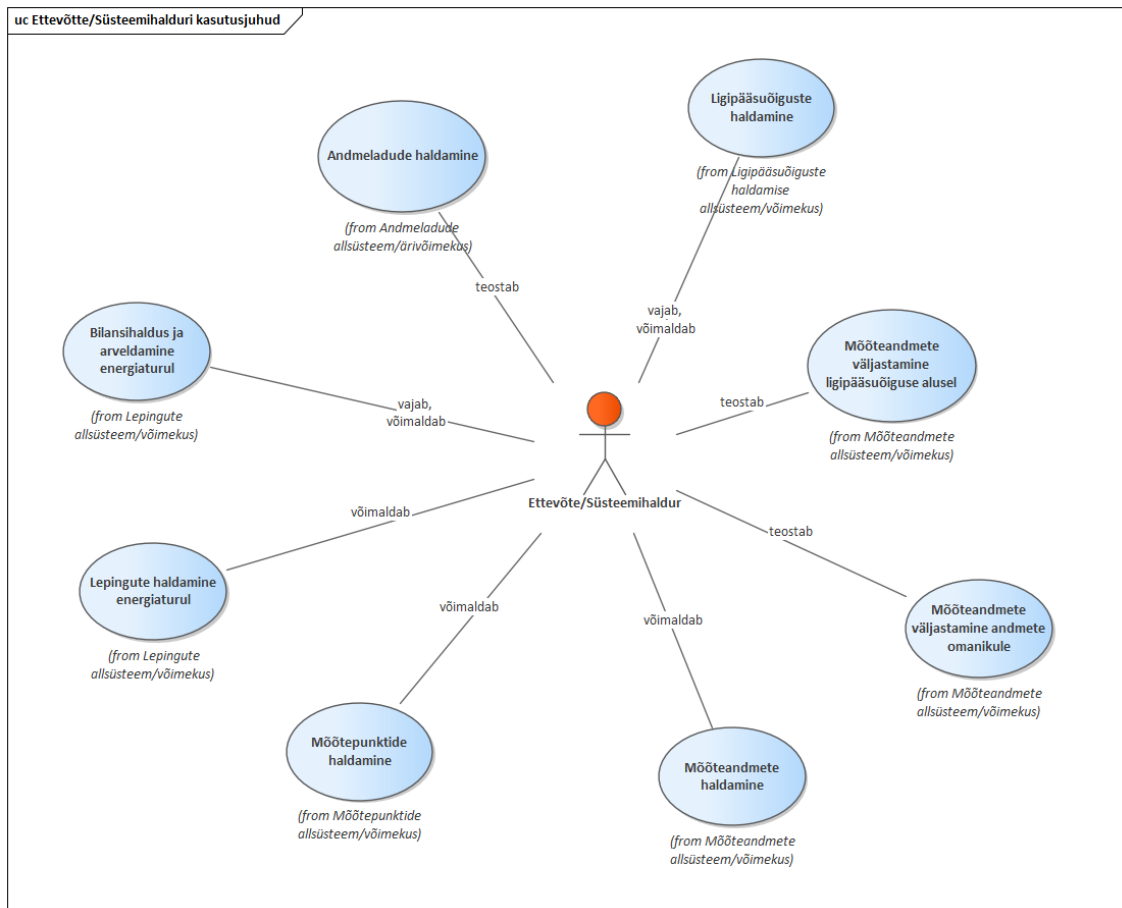 uc Ettevõtte/Süsteemihalduri kasutusjuhud
Ligipääsuõiguste
haldamine
(from Ligipääsuõiguste
haldamise
allsüsteem/võimekus)
Andmeladude haldamine
(from Andmeladude
allsüsteem/ärivõimekus)
teostab
vajab,
võimaldab
Bilansihaldus ja
arveldamine
energiaturul
(from Lepingute
allsüsteem/võimekus)
vajab,
võimaldab
Mõõteandmete
väljastamine
ligipääsuõiguse alusel
(from Mõõteandmete
allsüsteem/võimekus)
teostab
Ettevõte/Süsteemihaldur
võimaldab
teostab
Lepingute haldamine
energiaturul
(from Lepingute
allsüsteem/võimekus)
võimaldab
võimaldab
Mõõteandmete
väljastamine andmete
omanikule
(from Mõõteandmete
allsüsteem/võimekus)
Mõõtepunktide
haldamine
(from Mõõtepunktide
allsüsteem/võimekus)
Mõõteandmete
haldamine
(from Mõõteandmete
allsüsteem/võimekus)